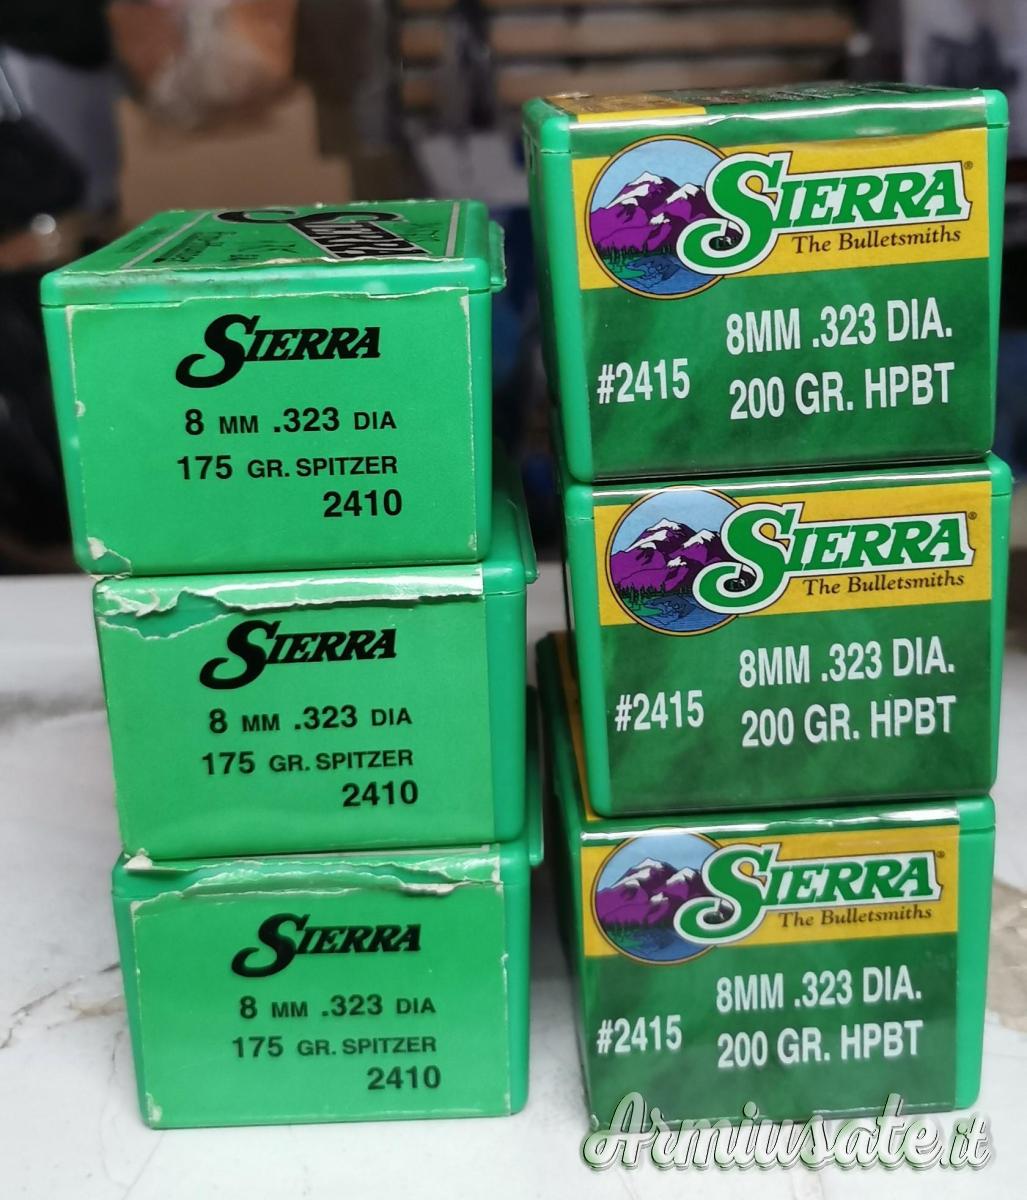 SIERRA
SIERRA
8 MM .323 DIA
175 GR. SPITZER
2410
SIERRA
8 MM .323 DIA
175 GR. SPITZER
2410
SIERRA
8 MM .323 DIA
175 GR. SPITZER
2410
SIERRA®
The Bulletsmiths
8MM .323 DIA.
#2415 200 GR. HPBT
SIERRA®
The Bulletsmiths
8MM .323 DIA.
#2415 200 GR. HPBT
SIERRA®
The Bulletsmiths
8MM .323 DIA.
#2415 200 GR. HPBT
Armiusate.it